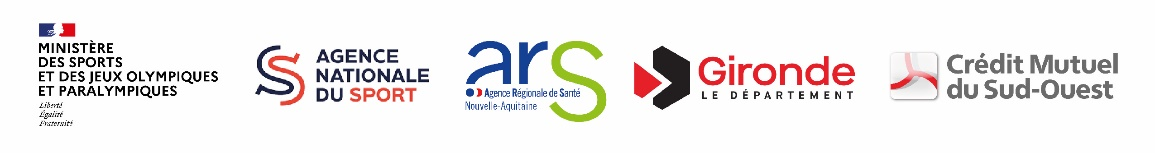 MINISTÈRE
DES SPORTS
ET DES JEUX OLYMPIQUES
ET PARALYMPIQUES
Liberté
Égalité
Fraternité
AGENCE
NATIONALE
DU SPORT
ars
Agence Régionale de Santé
Nouvelle-Aquitaine
Gironde
LE DÉPARTEMENT
Crédit Mutuel
du Sud-Ouest